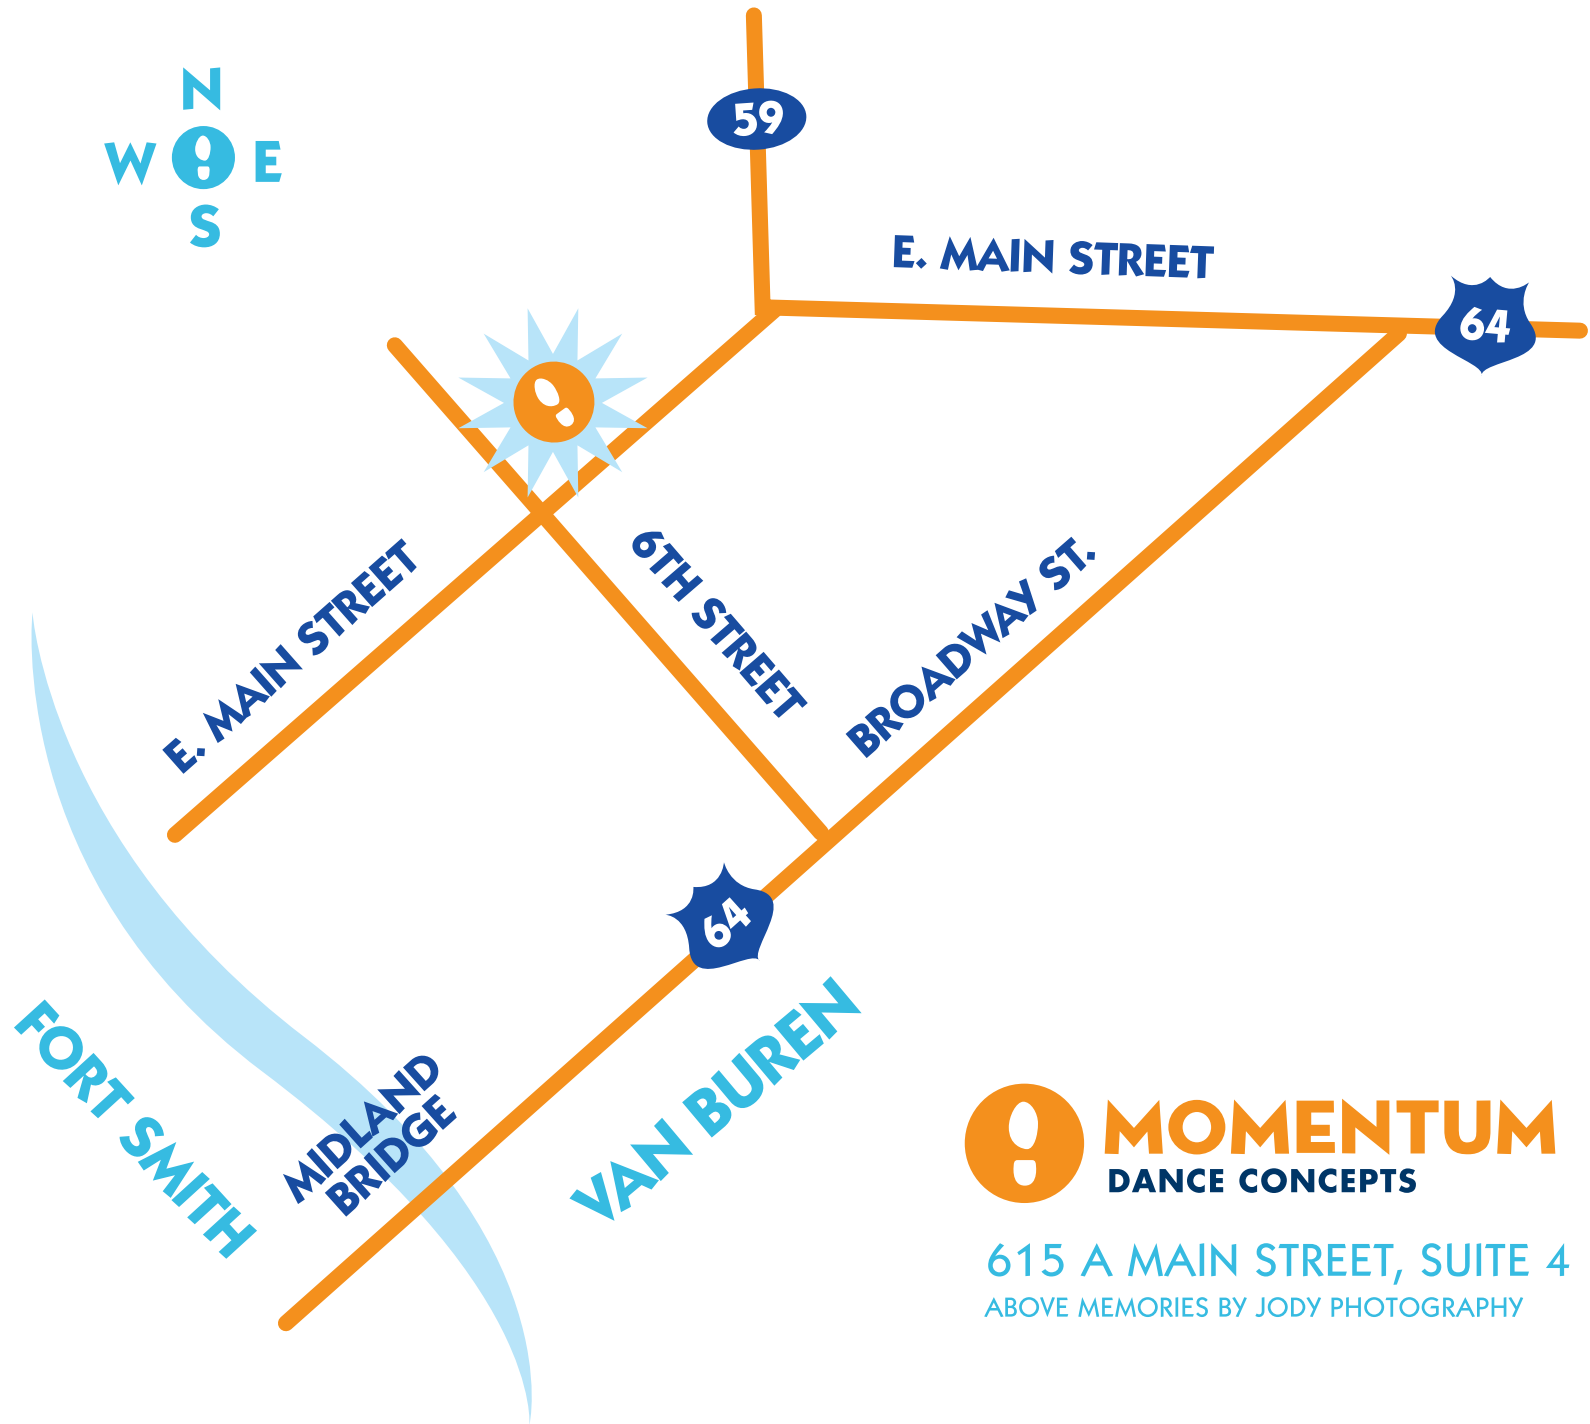 N
W E
S
59
E. MAIN STREET
64
E. MAIN STREET
6TH STREET
BROADWAY ST.
64
FORT SMITH
MIDLAND
BRIDGE
VAN BUREN
MOMENTUM
DANCE CONCEPTS
615 A MAIN STREET, SUITE 4
ABOVE MEMORIES BY JODY PHOTOGRAPHY